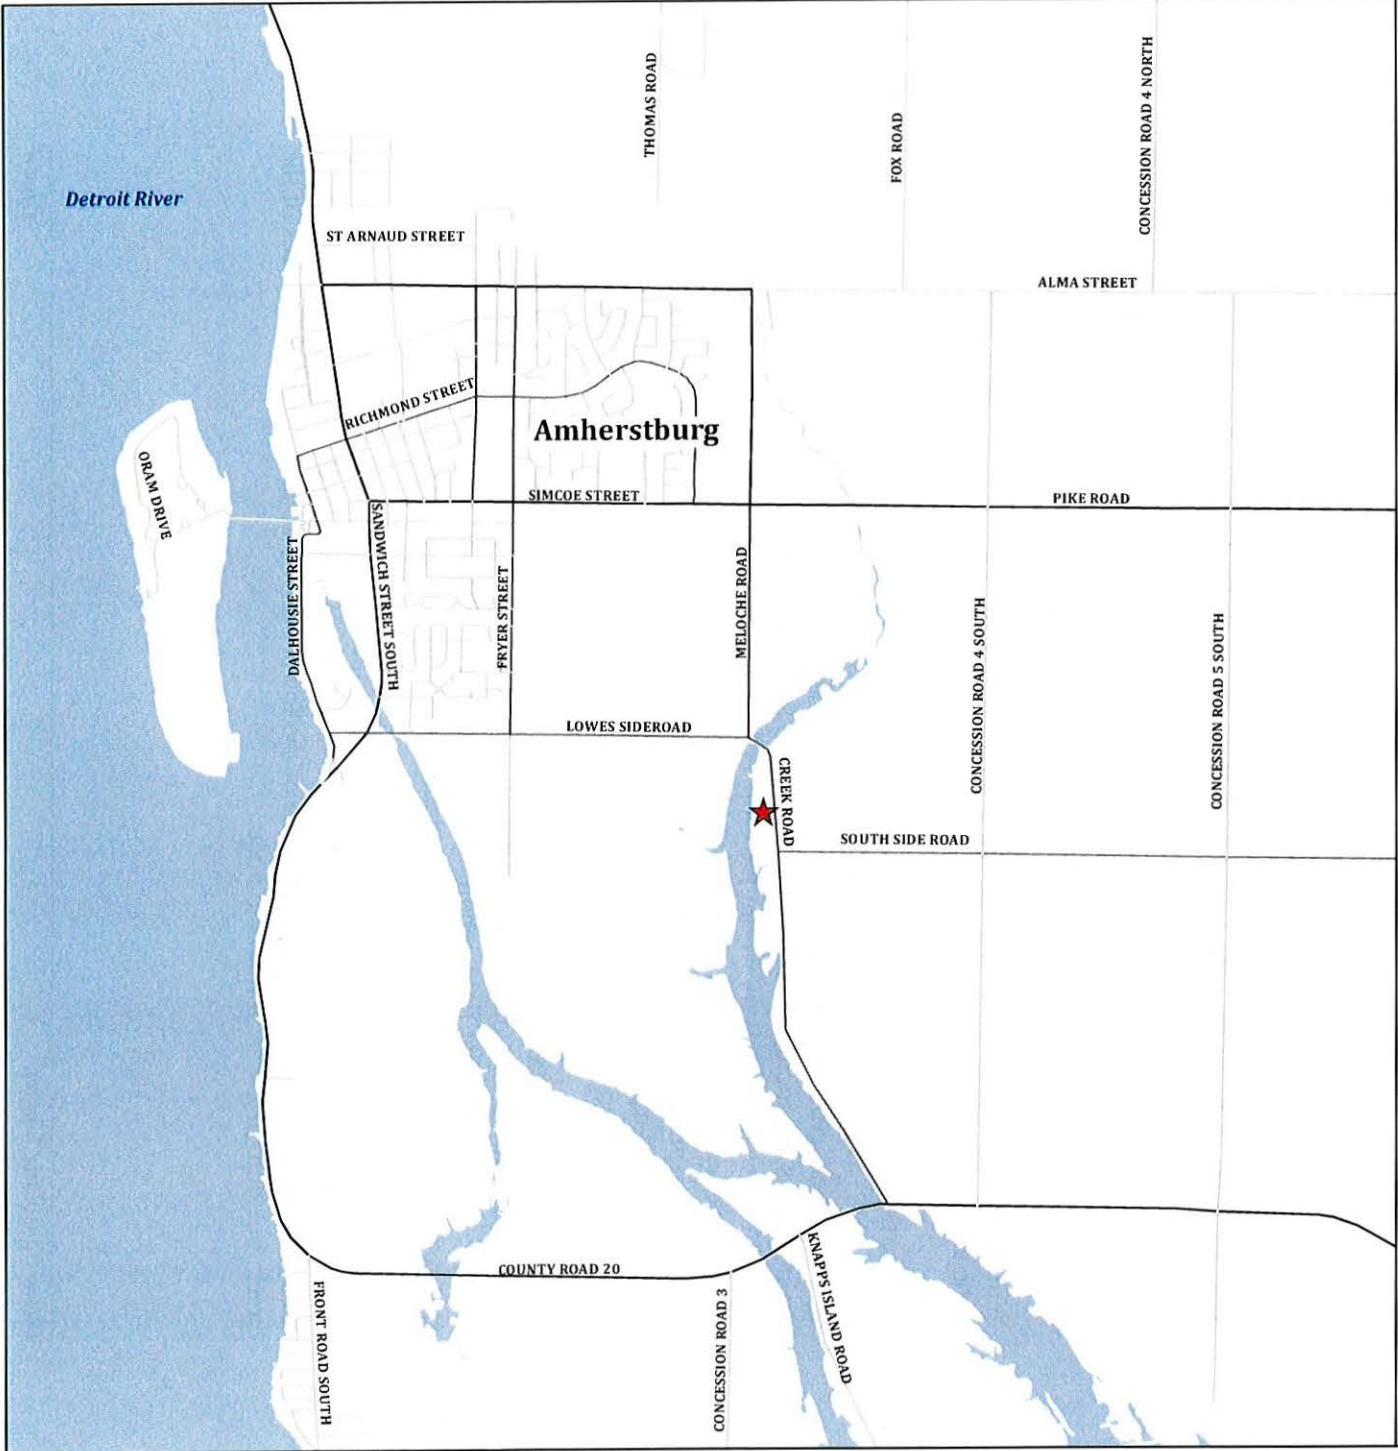 THOMAS ROAD
FOX ROAD
CONCESSION ROAD 4 NORTH
Detroit River
ST ARNAUD STREET
ALMA STREET
RICHMOND STREET
Amherstburg
ORAM DRIVE
SIMCOE STREET
PIKE ROAD
DALHOUSIE STREET
SANDWICH STREET SOUTH
FRYER STREET
MELOCHE ROAD
CONCESSION ROAD 4 SOUTH
CONCESSION ROAD 5 SOUTH
LOWES SIDEROAD
CREEK ROAD
SOUTH SIDE ROAD
COUNTY ROAD 20
FRONT ROAD SOUTH
CONCESSION ROAD 3
KNAPPS ISLAND ROAD